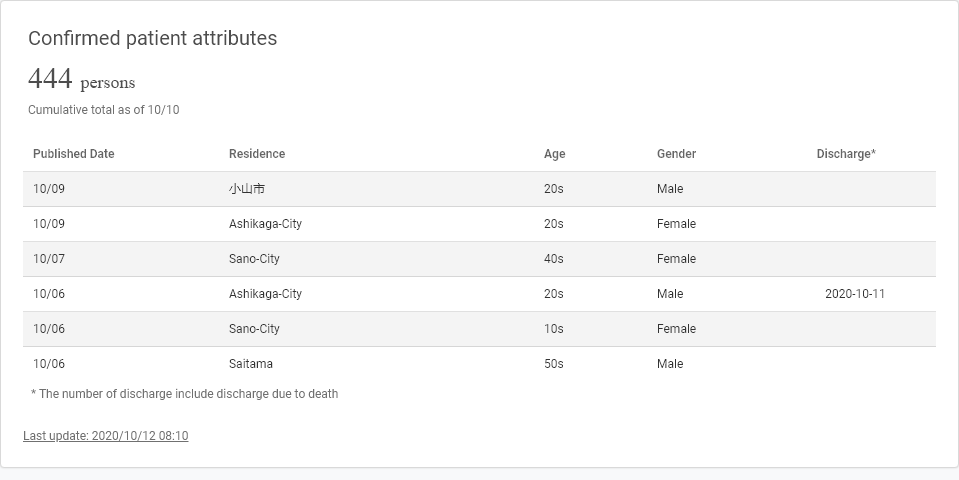 Confirmed patient attributes
444 persons
Cumulative total as of 10/10
Published Date Residence Age Gender Discharge*
10/09 小山市 20s Male
10/09 Ashikaga-City 20s Female
10/07 Sano-City 40s Female
10/06 Ashikaga-City 20s Male 2020-10-11
10/06 Sano-City 10s Female
10/06 Saitama 50s Male
* The number of discharge include discharge due to death
Last update: 2020/10/12 08:10